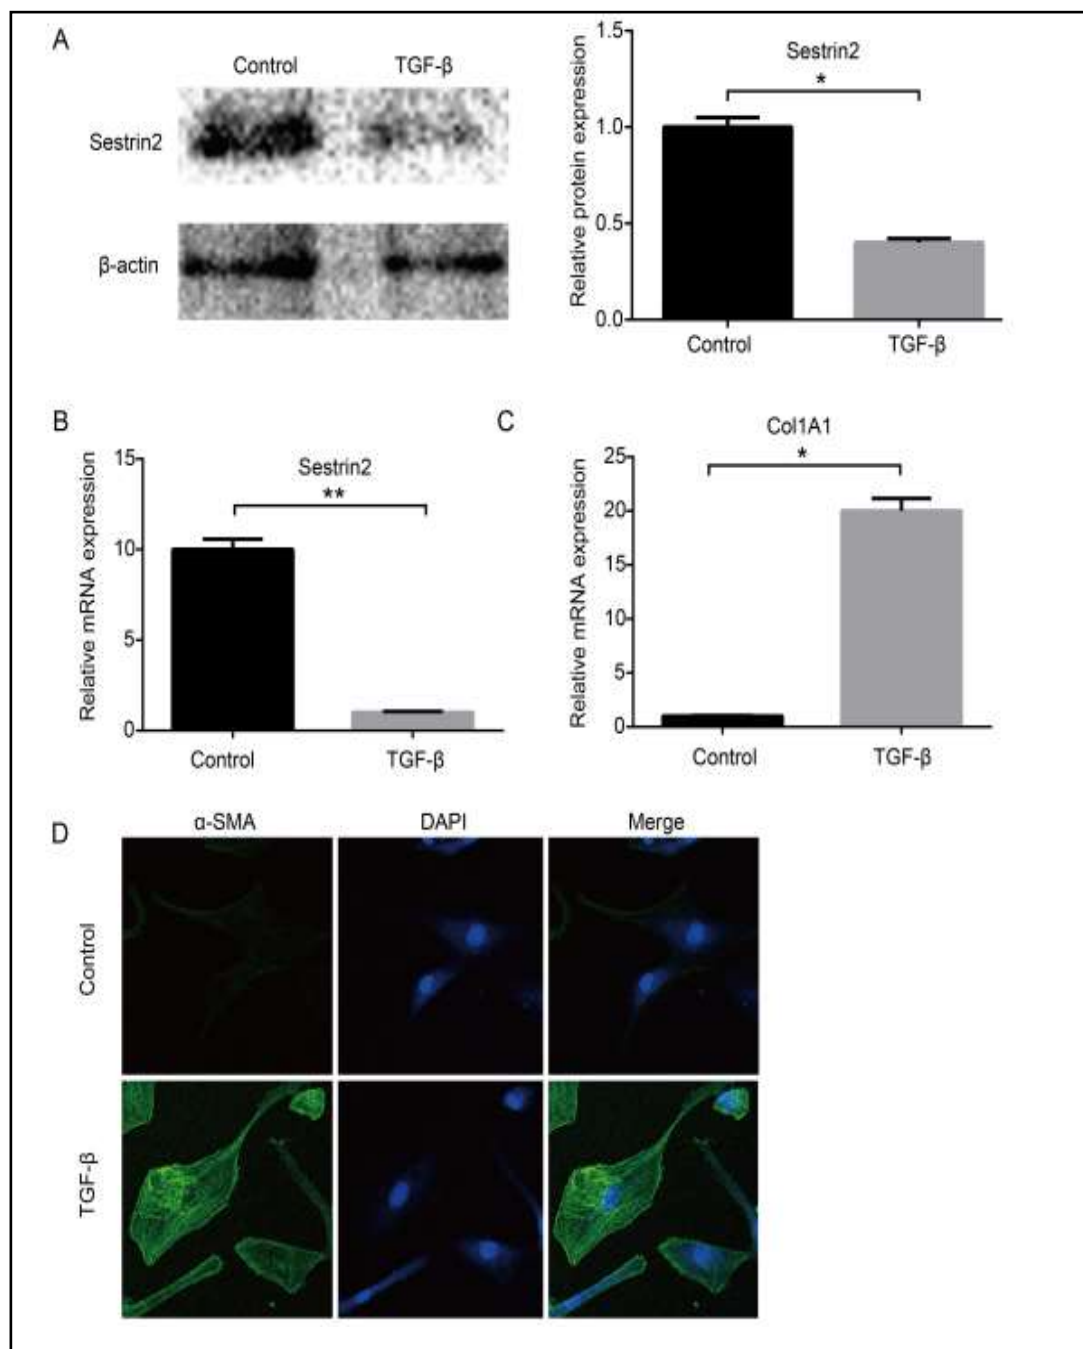 A
Control TGF-β
Sestrin2
β-actin
Relative protein expression
1.5
1.0
0.5
0.0
Sestrin2
*
Control TGF-β
B
Relative mRNA expression
15
10
5
0
Sestrin2
**
Control TGF-β
C
Relative mRNA expression
25
20
15
10
5
0
Col1A1
*
Control TGF-β
D
α-SMA DAPI Merge
Control
TGF-β